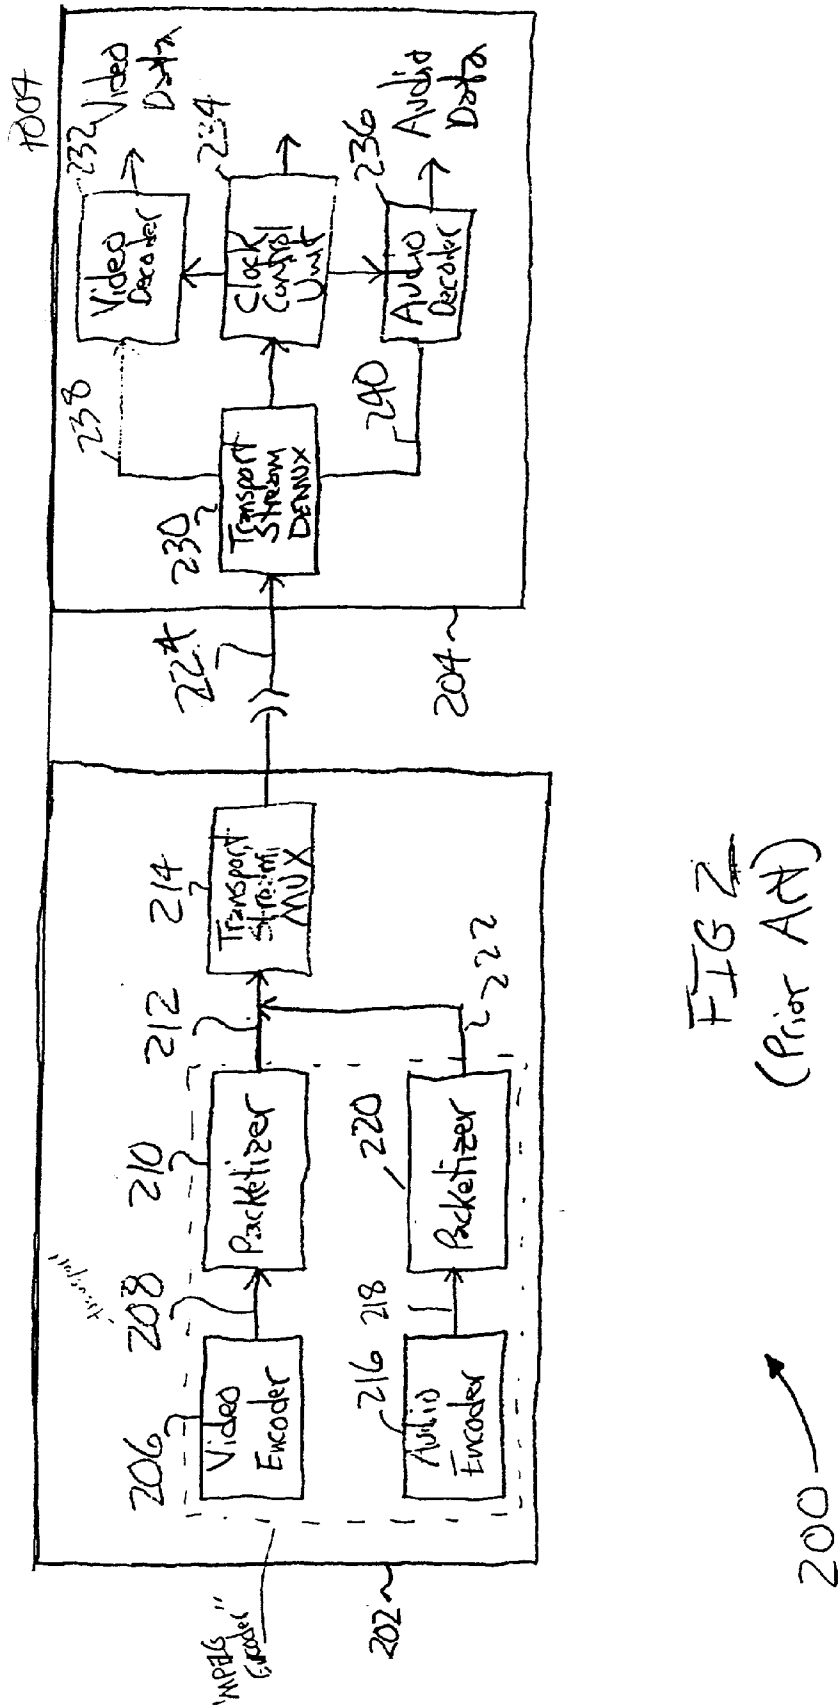 "MPEG
Encoder"
202
206
Video
Encoder
208
210
Packetizer
212
214
Transport
Stream
MUX
216
Audio
Encoder
218
220
Packetizer
222
224
204
230
Transport
Stream
DEMUX
238
240
232
Video
Decoder
Video
Data
234
Clock
Control
Unit
236
Audio
Decoder
Audio
Data
200
FIG 2
(Prior Art)